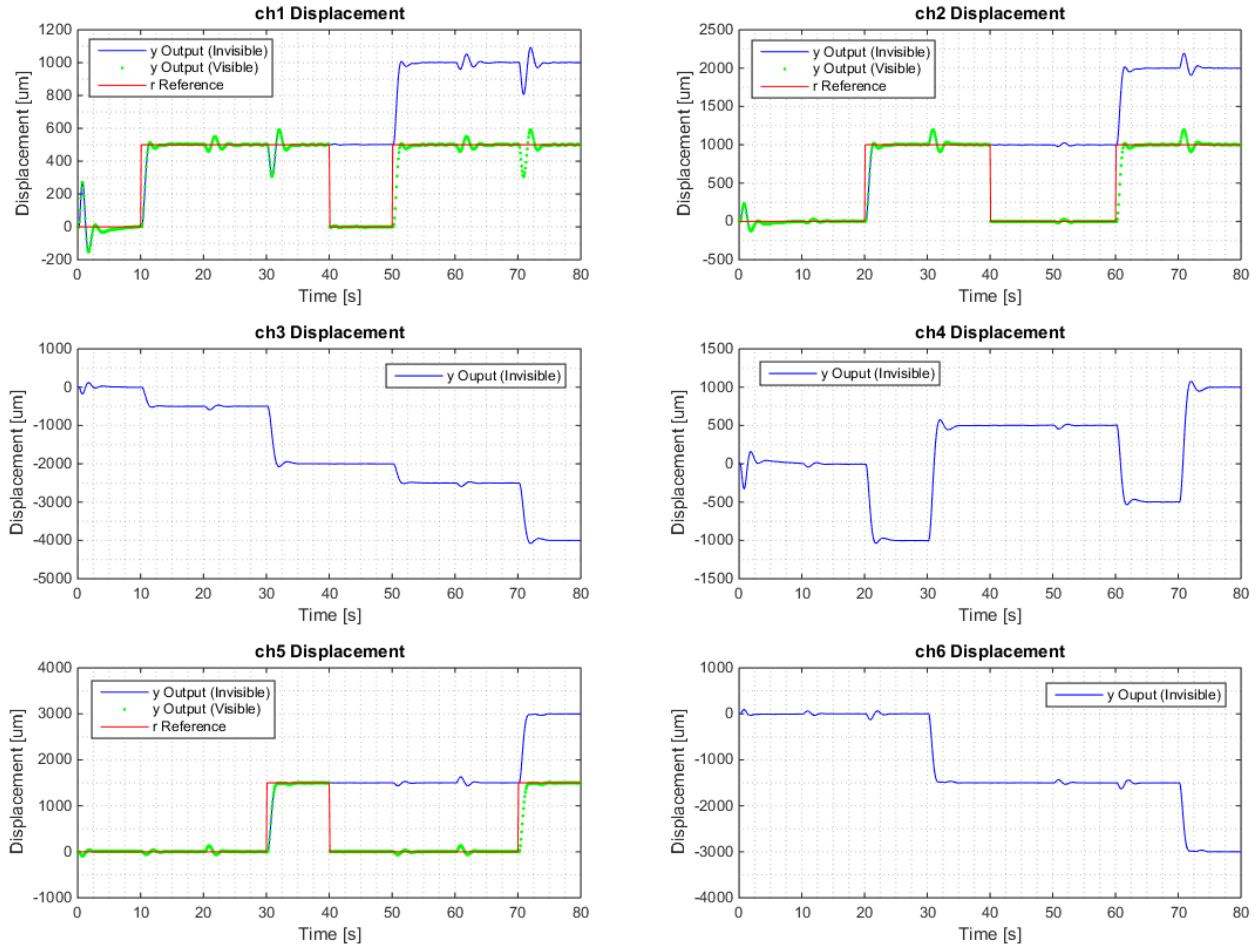 ch1 Displacement
1200
1000
800
600
400
200
0
-200
Displacement [um]
y Output (Invisible)
y Output (Visible)
r Reference
0 10 20 30 40 50 60 70 80
Time [s]
ch2 Displacement
2500
2000
1500
1000
500
0
-500
Displacement [um]
y Output (Invisible)
y Output (Visible)
r Reference
0 10 20 30 40 50 60 70 80
Time [s]
ch3 Displacement
1000
0
-1000
-2000
-3000
-4000
-5000
Displacement [um]
y Ouput (Invisible)
0 10 20 30 40 50 60 70 80
Time [s]
ch4 Displacement
1500
1000
500
0
-500
-1000
-1500
Displacement [um]
y Ouput (Invisible)
0 10 20 30 40 50 60 70 80
Time [s]
ch5 Displacement
4000
3000
2000
1000
0
-1000
Displacement [um]
y Output (Invisible)
y Output (Visible)
r Reference
0 10 20 30 40 50 60 70 80
Time [s]
ch6 Displacement
1000
0
-1000
-2000
-3000
-4000
Displacement [um]
y Ouput (Invisible)
0 10 20 30 40 50 60 70 80
Time [s]